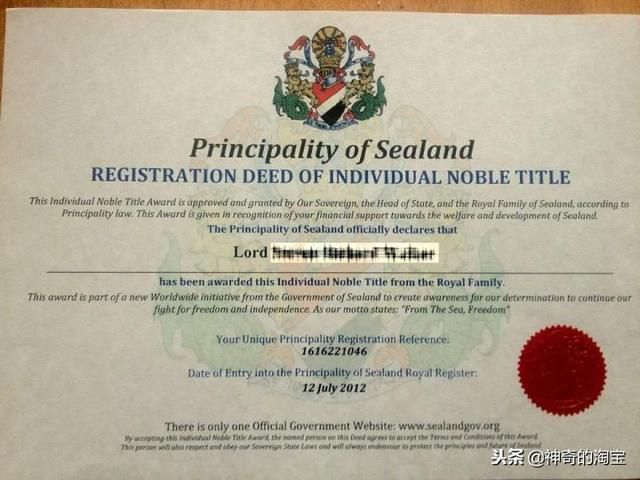 Principality of Sealand
REGISTRATION DEED OF INDIVIDUAL NOBLE TITLE
This Individual Noble Title Award is approved and granted by Our Sovereign, the Head of State, and the Royal Family of Sealand, according to
Principality law. This Award is given in recognition of your financial support towards the welfare and development of Sealand.
The Principality of Sealand officially declares that
Lord
has been awarded this Individual Noble Title from the Royal Family.
This award is part of a new Worldwide initiative from the Government of Sealand to create awareness for our determination to continue our
fight for freedom and independence. As our motto states: "From The Sea, Freedom"
Your Unique Principality Registration Reference:
1616221046
Date of Entry into the Principality of Sealand Royal Register:
12 July 2012
There is only one Official Government Website: www.sealandgov.org
By accepting this Individual Noble Title Award, the named person on this Deed agrees to accept the Terms and Conditions of this Award.
This person will also respect and obey our Sovereign State Laws and will always endeavour to protect the principles and future of Sealand.
头条 @神奇的淘宝